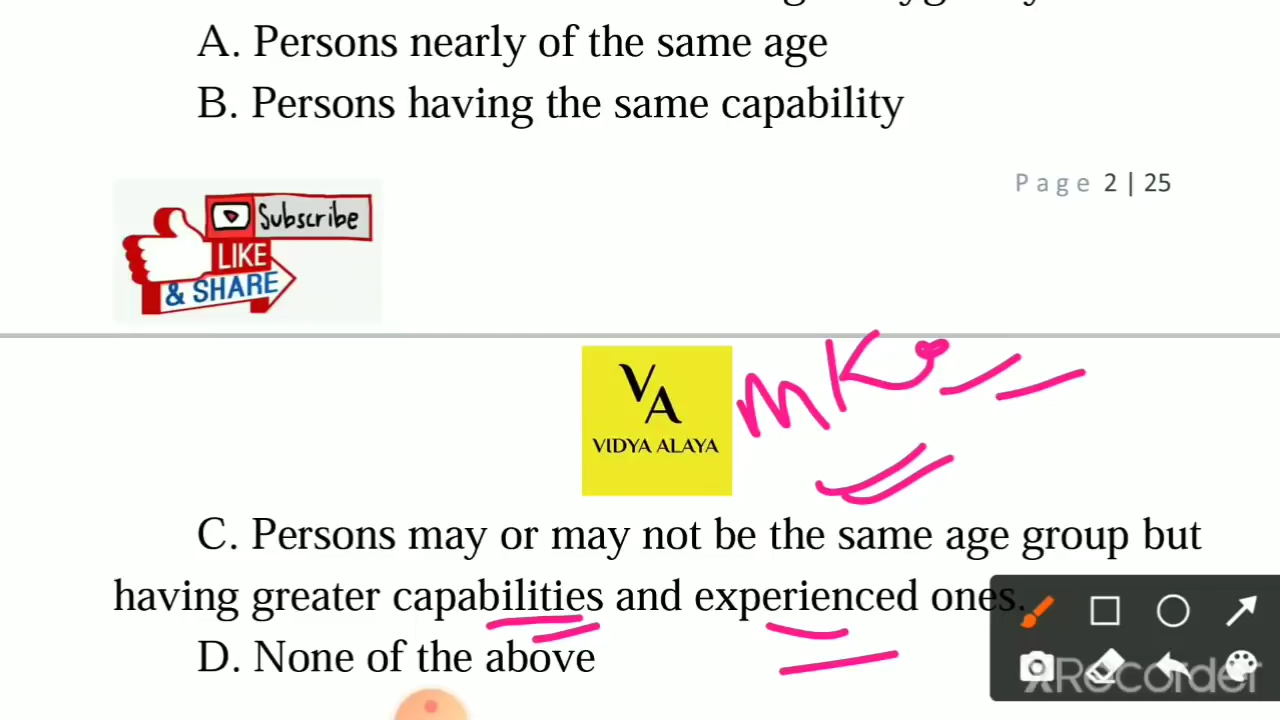 A. Persons nearly of the same age
B. Persons having the same capability
Page 2 | 25
Subscribe
LIKE
& SHARE
VA
VIDYA ALAYA
MKO
C. Persons may or may not be the same age group but
having greater capabilities and experienced ones.
D. None of the above
XRecorder